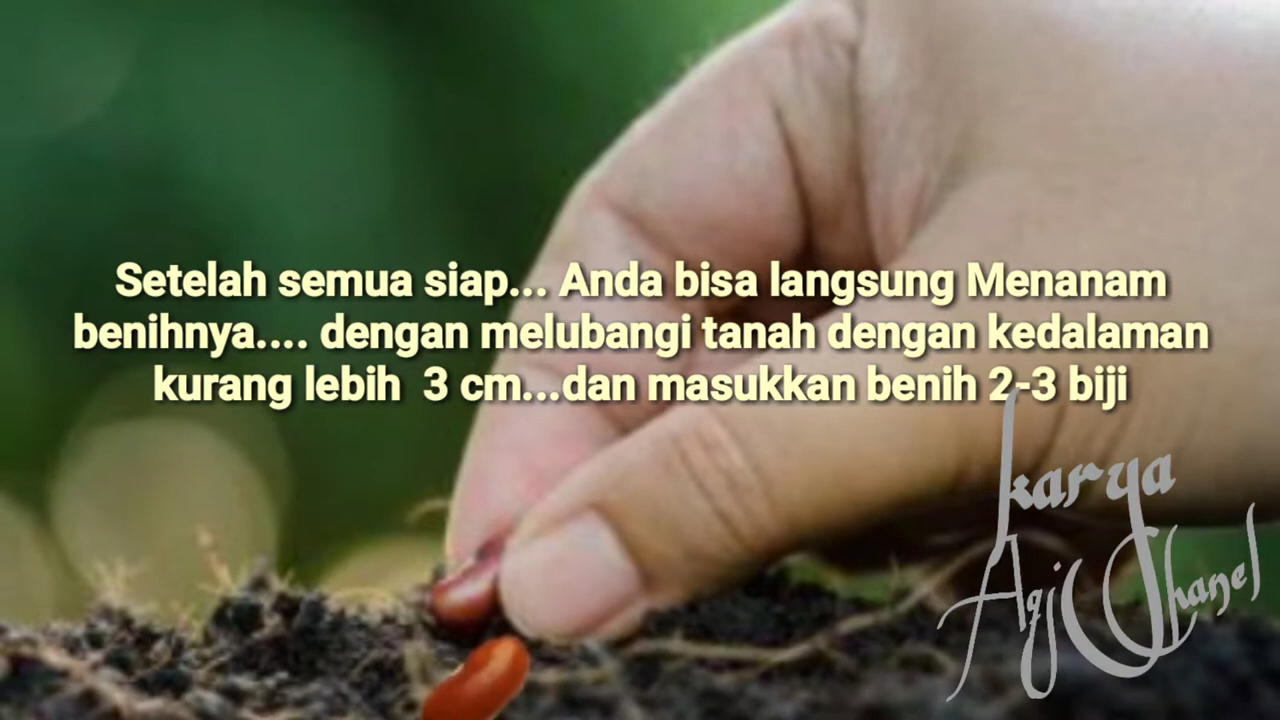 Setelah semua siap... Anda bisa langsung Menanam
benihnya.... dengan melubangi tanah dengan kedalaman
kurang lebih  3 cm...dan masukkan benih 2-3 biji
karya
Aqj Chanel